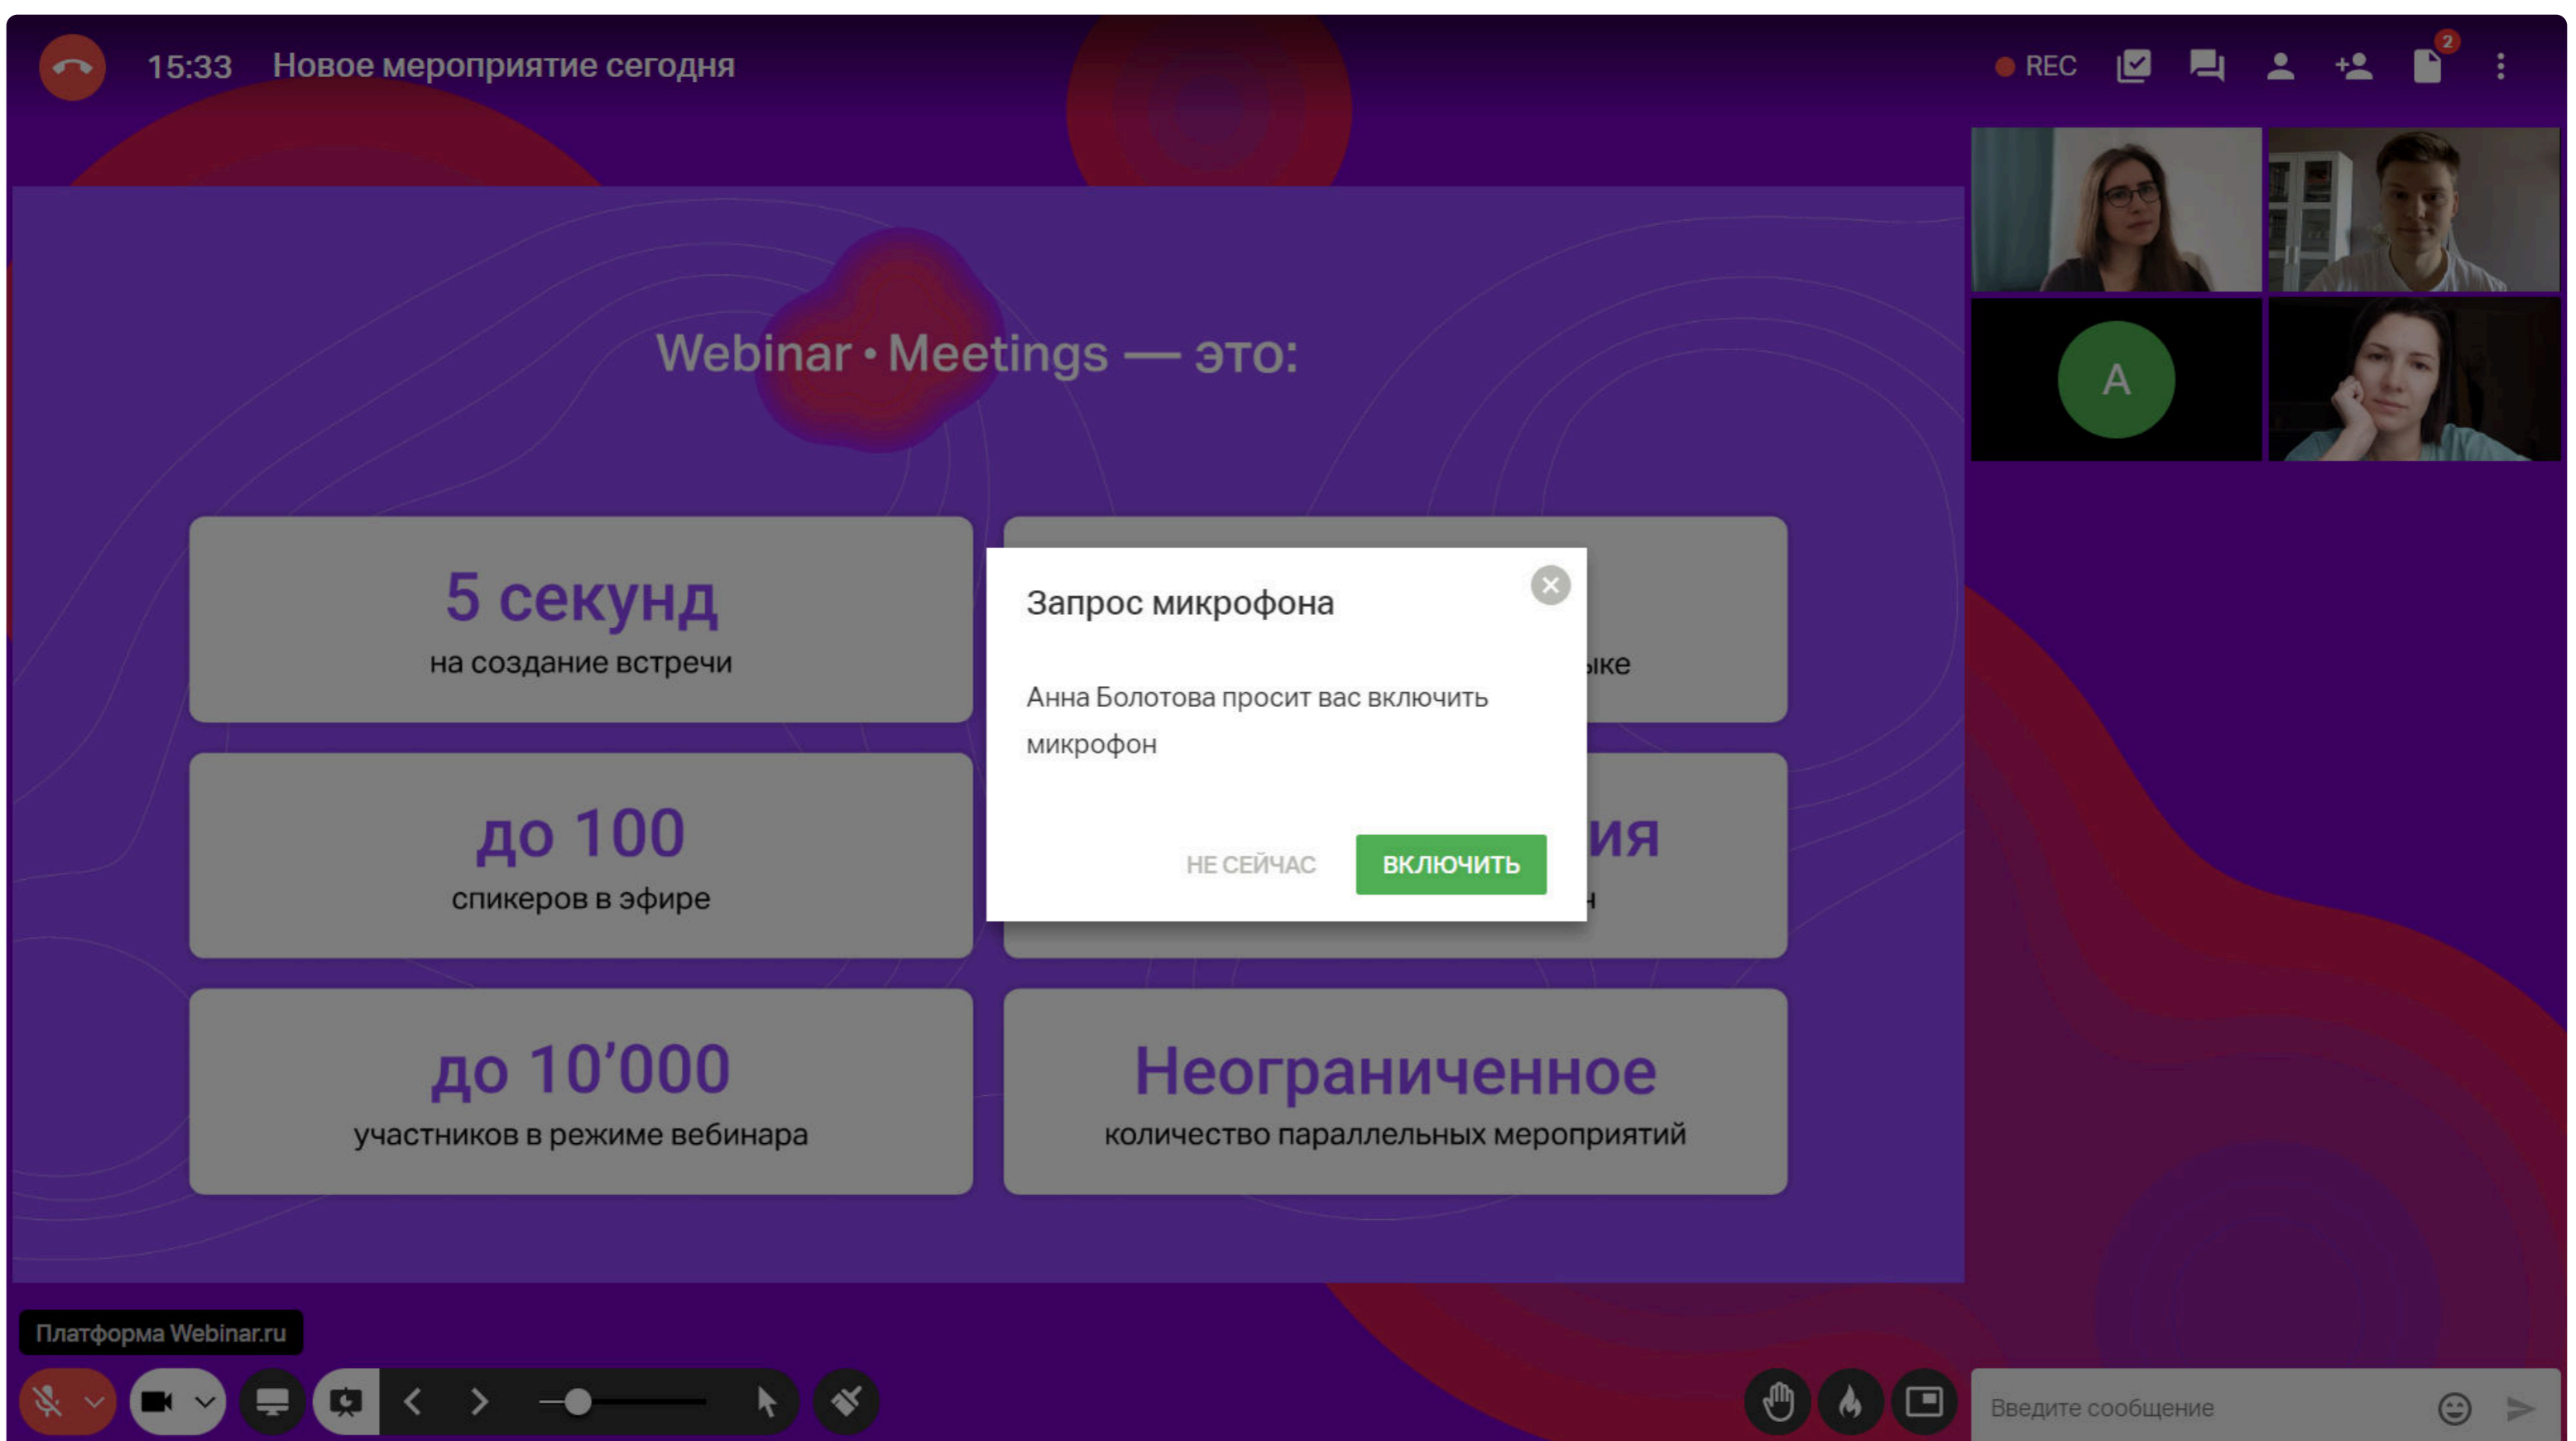 15:33 Новое мероприятие сегодня
REC
2
Webinar • Meetings — это:
A
5 секунд
на создание встречи
Запрос микрофона
Анна Болотова просит вас включить
микрофон
НЕ СЕЙЧАС
ВКЛЮЧИТЬ
до 100
спикеров в эфире
до 10’000
участников в режиме вебинара
Неограниченное
количество параллельных мероприятий
Платформа Webinar.ru
Введите сообщение